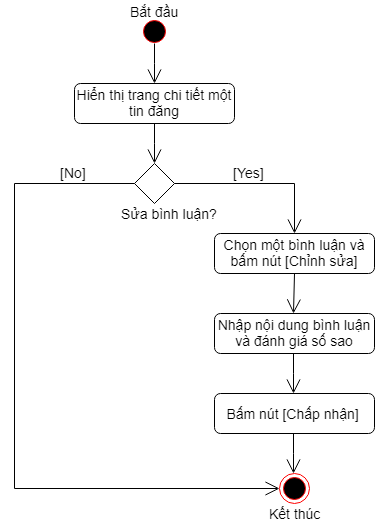 Bắt đầu
Hiển thị trang chi tiết một
tin đăng
[No]
[Yes]
Sửa bình luận?
Chọn một bình luận và
bấm nút [Chỉnh sửa]
Nhập nội dung bình luận
và đánh giá số sao
Bấm nút [Chấp nhận]
Kết thúc